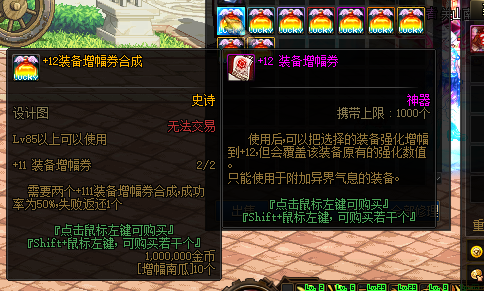 +12装备增幅券合成
史诗
设计图
无法交易
Lv85以上可以使用
+11 装备增幅券 2/2
需要两个+111装备增幅券合成,成功
率为50%,失败返还1个
『点击鼠标左键可购买』
『Shift+鼠标左键, 可购买若干个』
1,000,000金币
[增幅南瓜]10个
+12 装备增幅券
神器
携带上限：1000个
使用后,可以把选择的装备强化增幅
到+12,但会覆盖该装备原有的强化数值
。
只能使用于附加异界气息的装备。
『点击鼠标左键可购买』
『Shift+鼠标左键, 可购买若干个』
LUCKY LUCKY LUCKY LUCKY LUCKY LUCKY